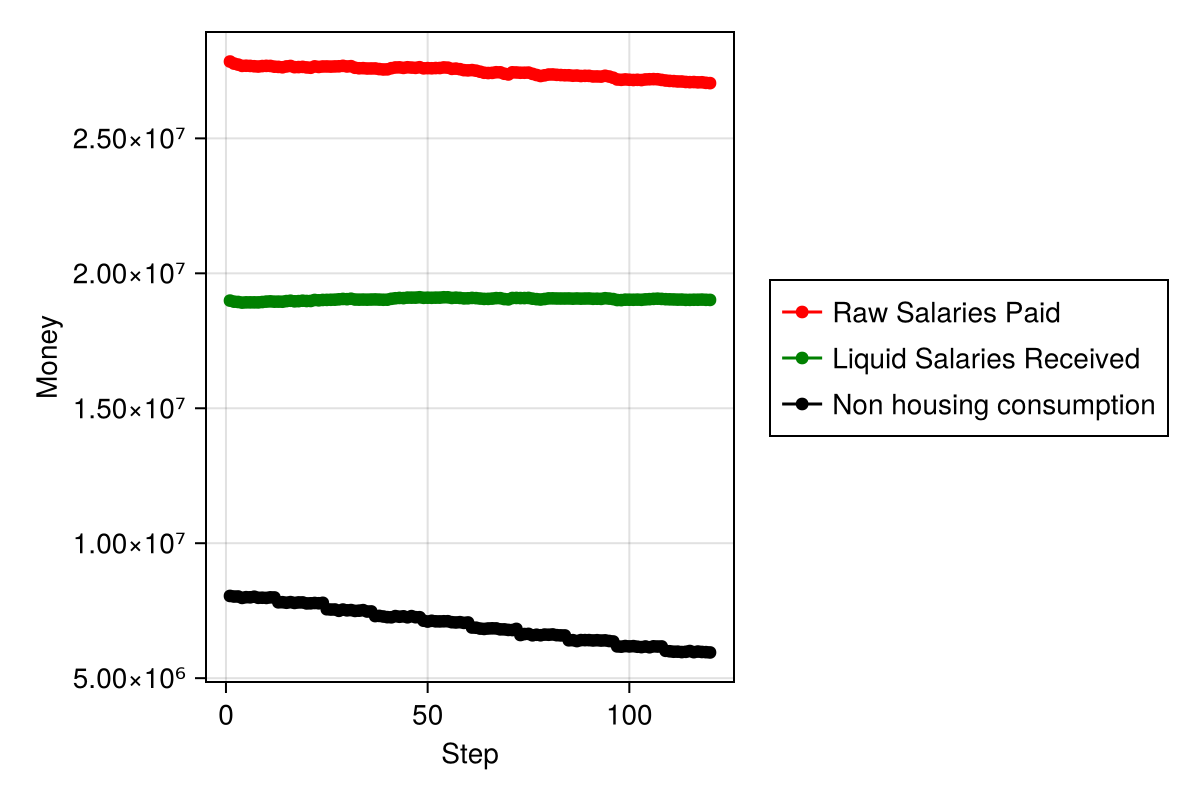 2.50×10⁷
2.00×10⁷
1.50×10⁷
1.00×10⁷
5.00×10⁶
Money
0 50 100
Step
Raw Salaries Paid
Liquid Salaries Received
Non housing consumption